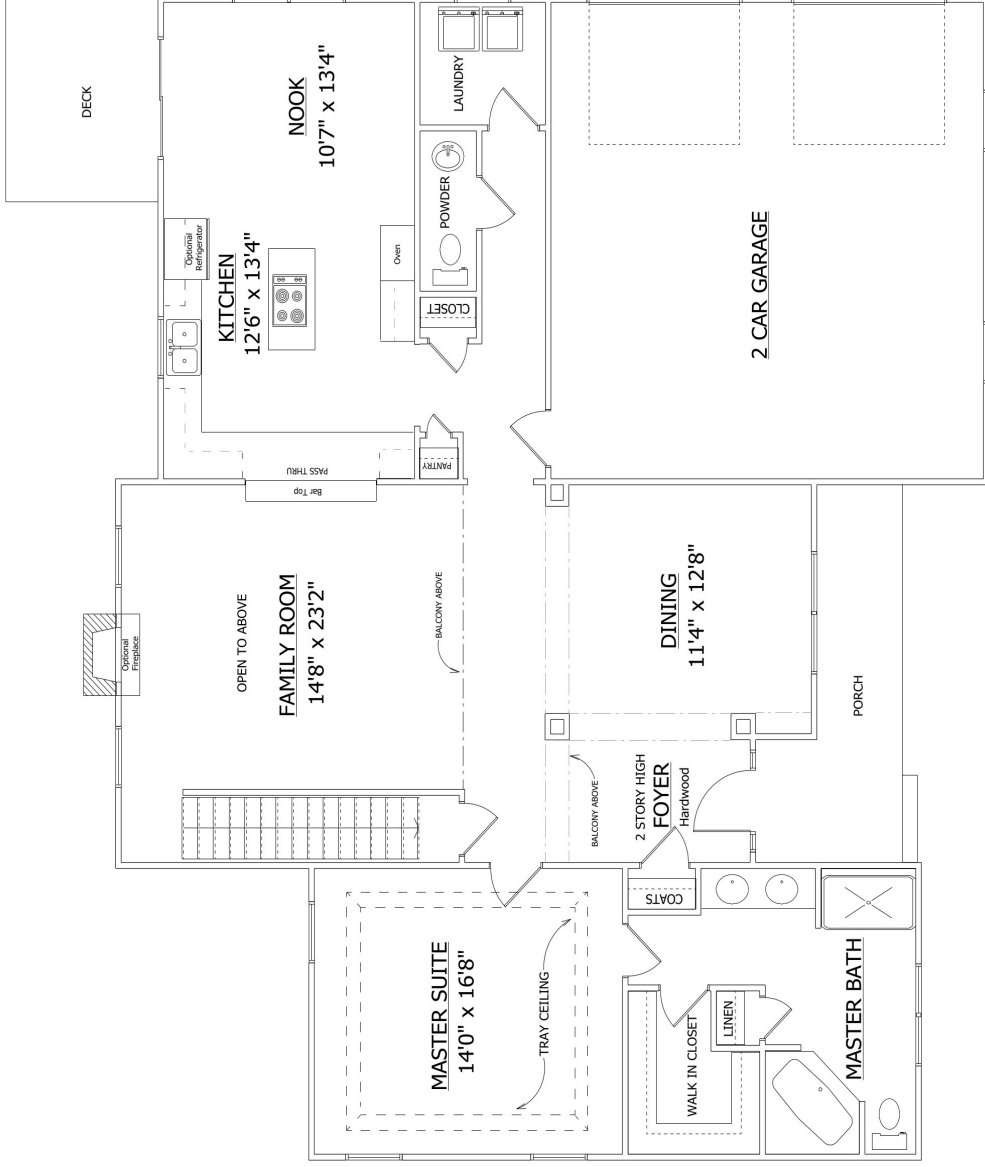 DECK
NOOK
10'7" x 13'4"
LAUNDRY
POWDER
Optional
Refrigerator
KITCHEN
12'6" x 13'4"
Oven
CLOSET
2 CAR GARAGE
PASS THRU
Bar Top
PANTRY
Optional
Fireplace
OPEN TO ABOVE
FAMILY ROOM
14'8" x 23'2"
BALCONY ABOVE
DINING
11'4" x 12'8"
PORCH
BALCONY ABOVE
2 STORY HIGH
FOYER
Hardwood
COATS
MASTER SUITE
14'0" x 16'8"
TRAY CEILING
WALK IN CLOSET
LINEN
MASTER BATH